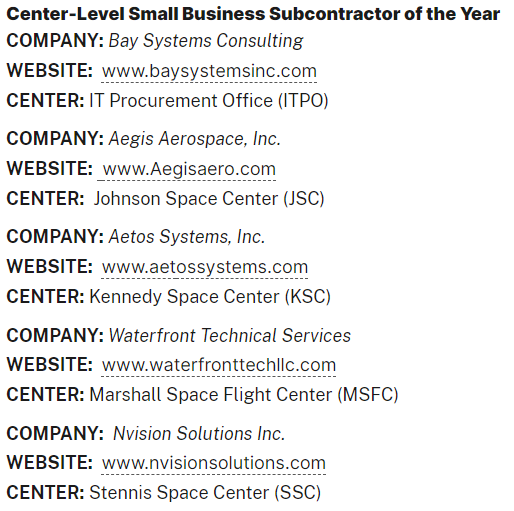 Center-Level Small Business Subcontractor of the Year
COMPANY: Bay Systems Consulting
WEBSITE: www.baysystemsinc.com
CENTER: IT Procurement Office (ITPO)
COMPANY: Aegis Aerospace, Inc.
WEBSITE: www.Aegisaero.com
CENTER: Johnson Space Center (JSC)
COMPANY: Aetos Systems, Inc.
WEBSITE: www.aetossystems.com
CENTER: Kennedy Space Center (KSC)
COMPANY: Waterfront Technical Services
WEBSITE: www.waterfronttechllc.com
CENTER: Marshall Space Flight Center (MSFC)
COMPANY: Nvision Solutions Inc.
WEBSITE: www.nvisionsolutions.com
CENTER: Stennis Space Center (SSC)